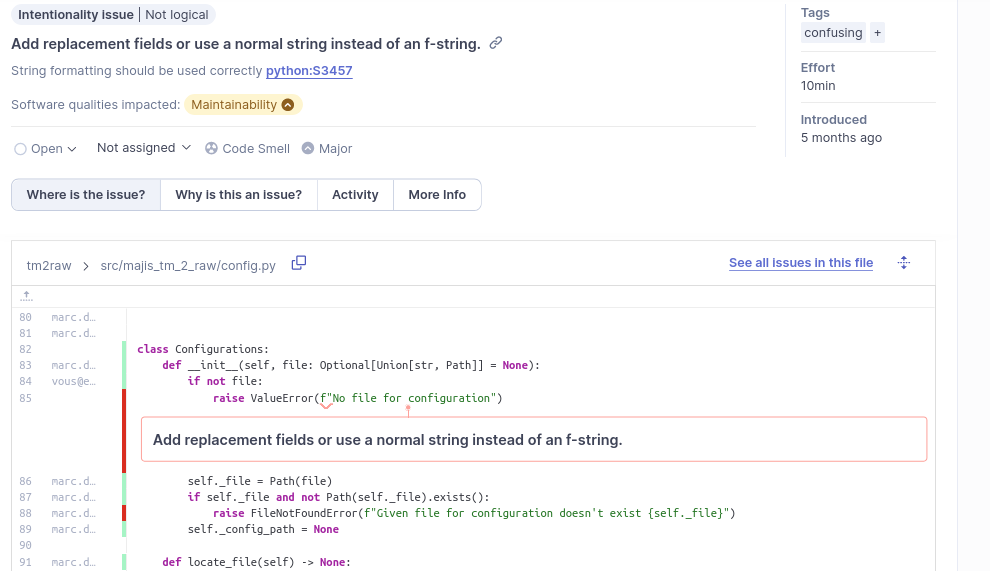 Intentionality issue | Not logical
Add replacement fields or use a normal string instead of an f-string.
String formatting should be used correctly python:S3457
Software qualities impacted: Maintainability
Open Not assigned Code Smell Major
Where is the issue? Why is this an issue? Activity More Info
Tags
confusing +
Effort
10min
Introduced
5 months ago
tm2raw > src/majis_tm_2_raw/config.py See all issues in this file
80 marc.d…
81 marc.d…
82 class Configurations:
83 marc.d… def __init__(self, file: Optional[Union[str, Path]] = None):
84 vous@e… if not file:
85 raise ValueError(f"No file for configuration")
Add replacement fields or use a normal string instead of an f-string.
86 marc.d… self._file = Path(file)
87 marc.d… if self._file and not Path(self._file).exists():
88 marc.d… raise FileNotFoundError(f"Given file for configuration doesn't exist {self._file}")
89 marc.d… self._config_path = None
90
91 marc.d… def locate_file(self) -> None: